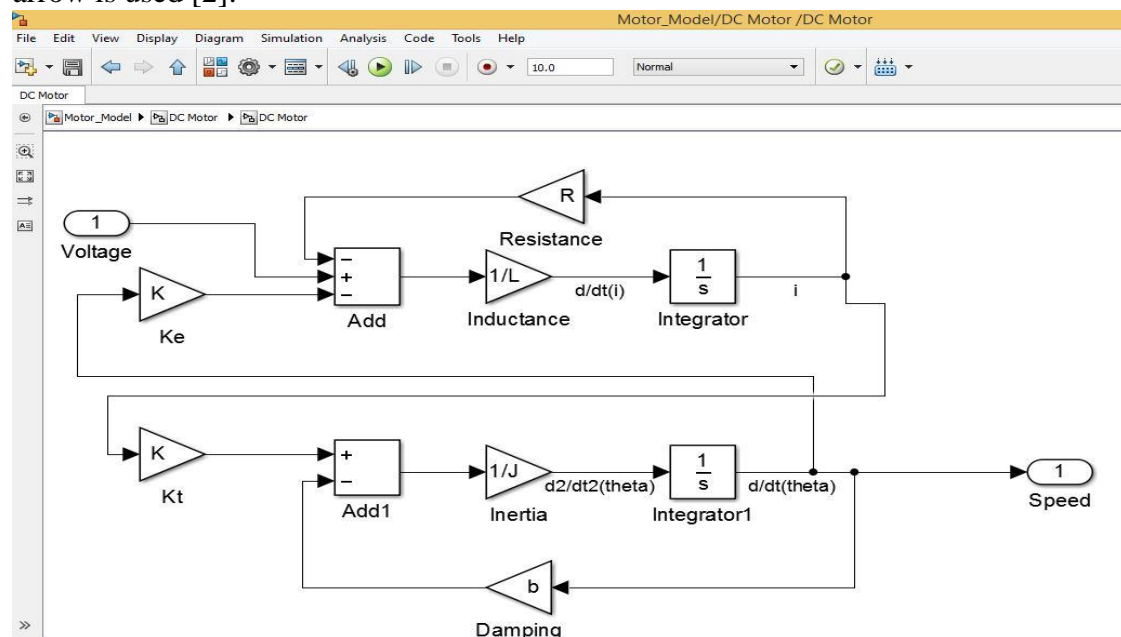 arrow is used [2].
Motor_Model/DC Motor /DC Motor
File Edit View Display Diagram Simulation Analysis Code Tools Help
10.0 Normal
DC Motor
Motor_Model DC Motor DC Motor
R
Resistance
1
Voltage
− + −
Add
1/L
Inductance
d/dt(i)
1/s
Integrator
i
K
Ke
K
Kt
+ −
Add1
1/J
Inertia
d2/dt2(theta)
1/s
Integrator1
d/dt(theta)
1
Speed
b
Damping